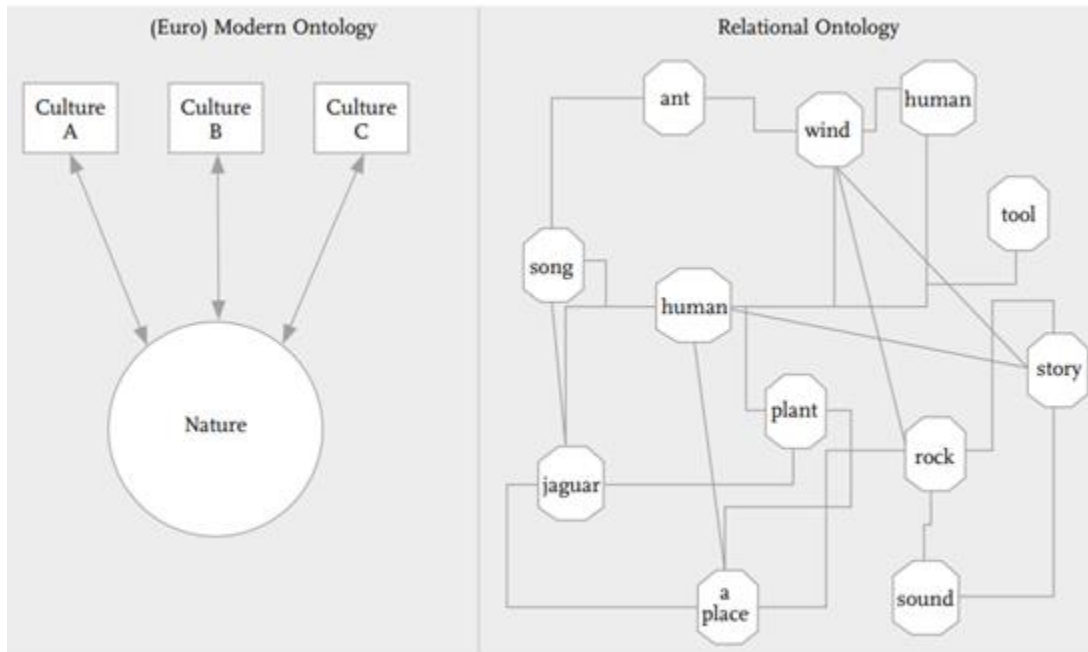 (Euro) Modern Ontology
Culture
A
Culture
B
Culture
C
Nature
Relational Ontology
ant
wind
human
tool
song
human
story
plant
rock
jaguar
a
place
sound